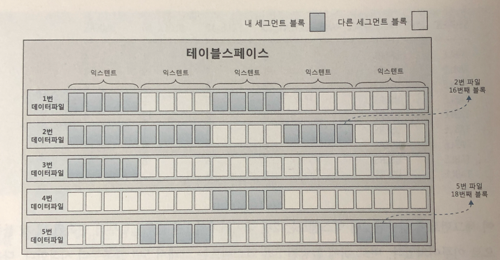 내 세그먼트 블록
다른 세그먼트 블록
테이블스페이스
익스텐트 익스텐트 익스텐트 익스텐트 익스텐트
1번
데이터파일
2번 파일
16번째 블록
2번
데이터파일
3번
데이터파일
4번
데이터파일
5번 파일
18번째 블록
5번
데이터파일